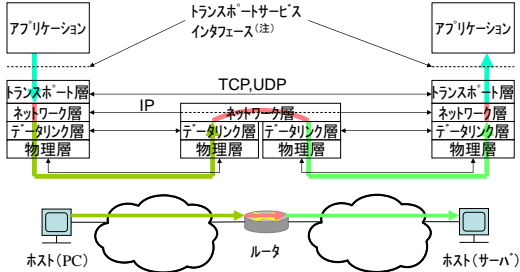 アプリケーション
トランスポートサービス
インタフェース(注)
アプリケーション
トランスポート層
TCP,UDP
トランスポート層
ネットワーク層
IP
ネットワーク層
ネットワーク層
データリンク層
データリンク層
データリンク層
データリンク層
物理層
物理層
物理層
物理層
ホスト(PC)
ルータ
ホスト(サーバ)